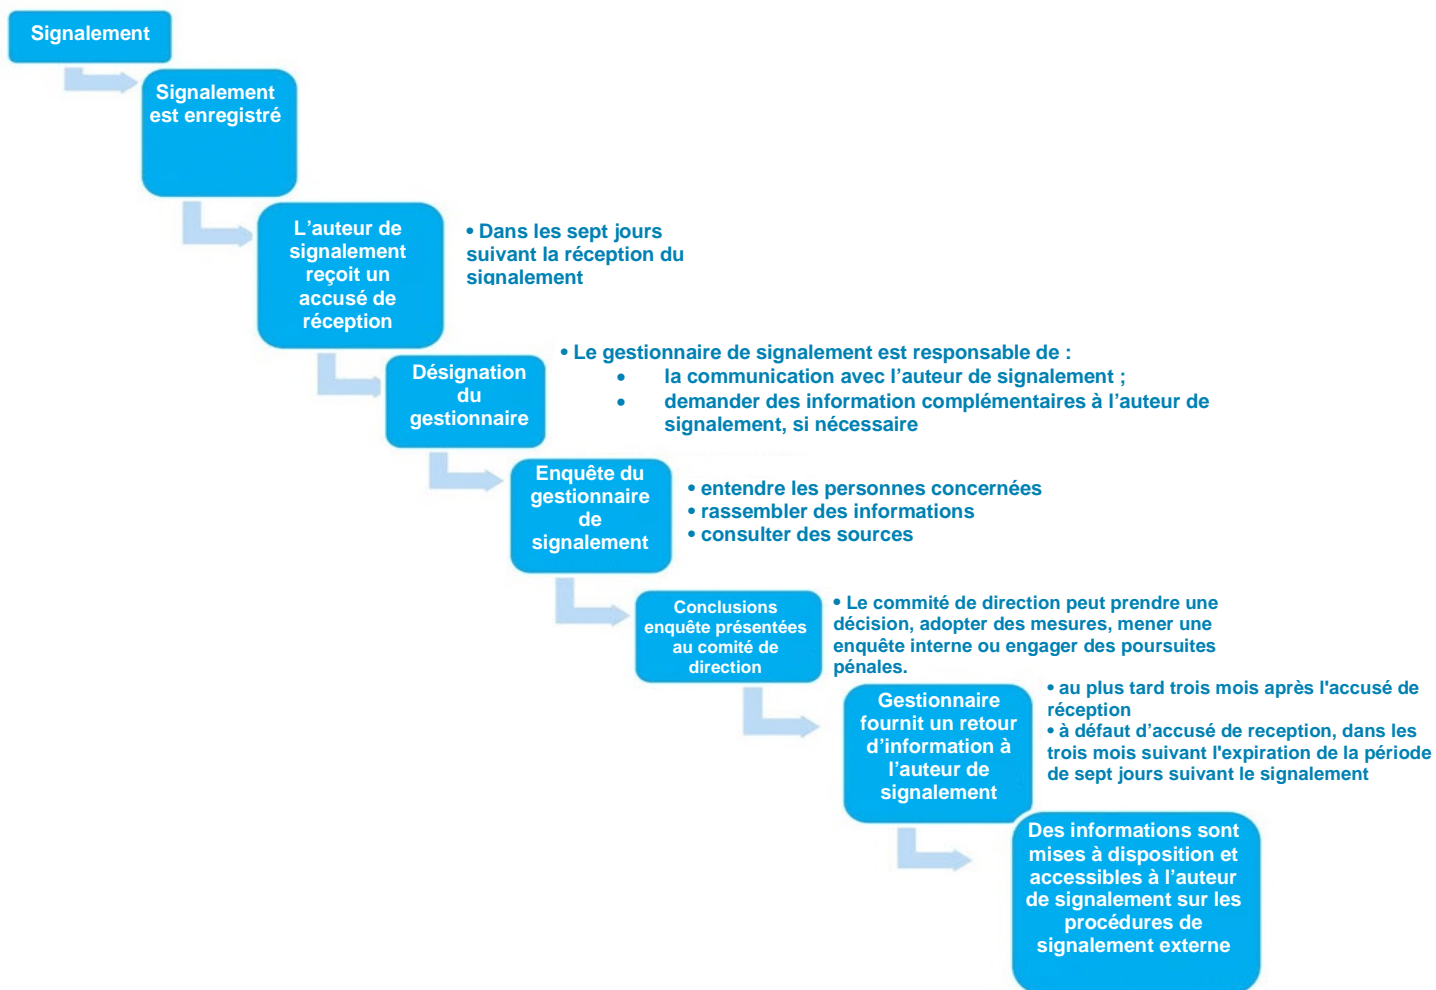 Signalement
Signalement
est enregistré
L'auteur de
signalement
reçoit un
accusé de
réception
• Dans les sept jours
suivant la réception du
signalement
Désignation
du
gestionnaire
• Le gestionnaire de signalement est responsable de :
• la communication avec l'auteur de signalement ;
• demander des information complémentaires à l'auteur de
signalement, si nécessaire
Enquête du
gestionnaire
de
signalement
• entendre les personnes concernées
• rassembler des informations
• consulter des sources
Conclusions
enquête présentées
au comité de
direction
• Le commité de direction peut prendre une
décision, adopter des mesures, mener une
enquête interne ou engager des poursuites
pénales.
Gestionnaire
fournit un retour
d'information à
l'auteur de
signalement
• au plus tard trois mois après l'accusé de
réception
• à défaut d'accusé de reception, dans les
trois mois suivant l'expiration de la période
de sept jours suivant le signalement
Des informations sont
mises à disposition et
accessibles à l'auteur
de signalement sur les
procédures de
signalement externe